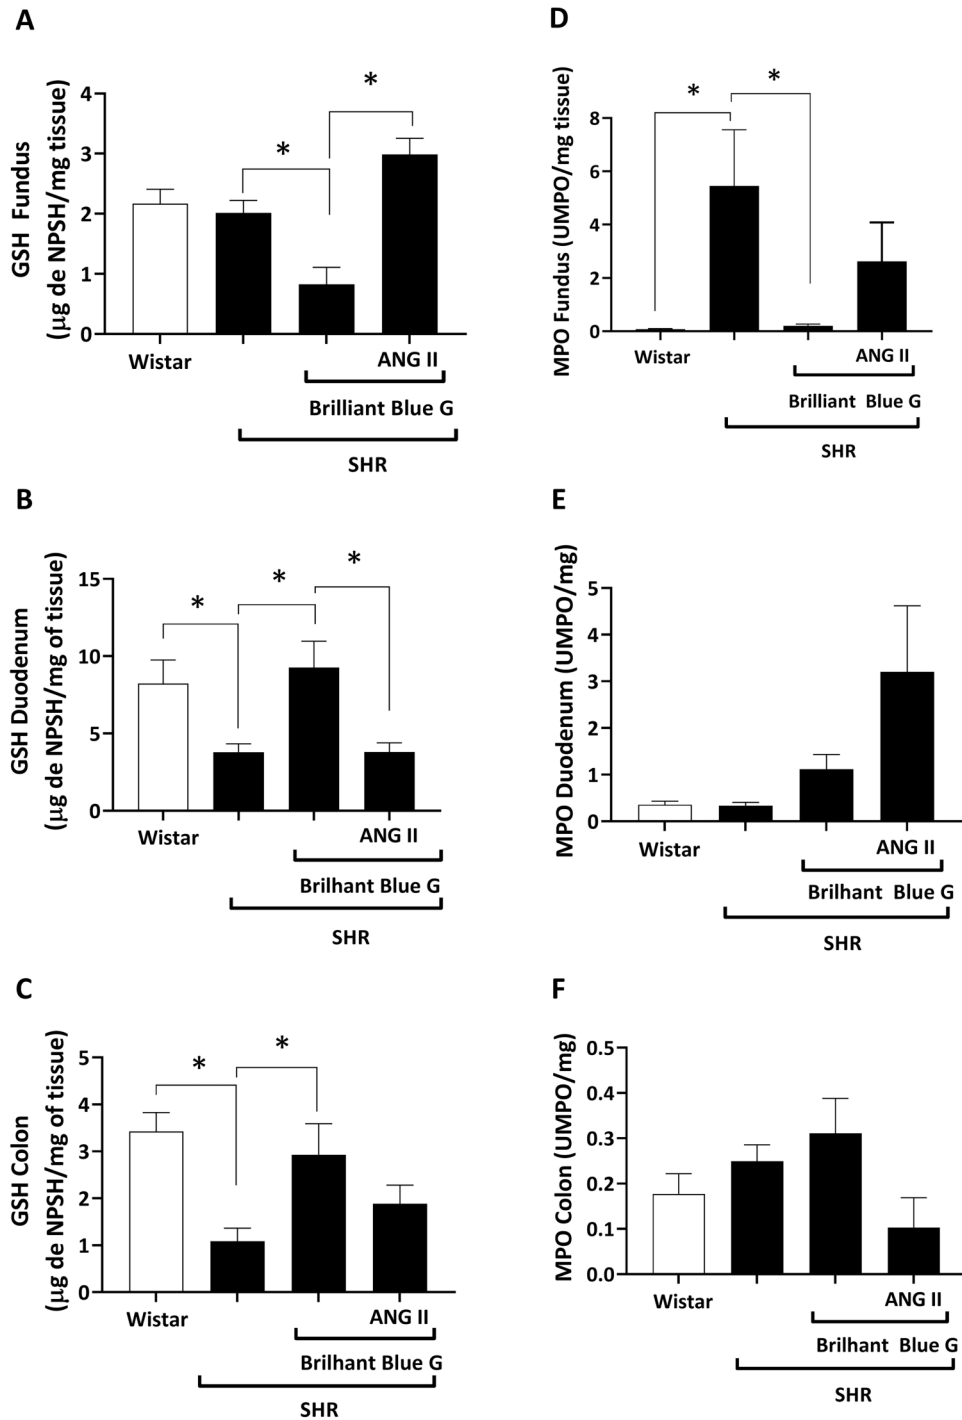 A
GSH Fundus
(µg de NPSH/mg tissue)
4
3
2
1
0
*
*
Wistar
ANG II
Brilliant Blue G
SHR
D
MPO Fundus (UMPO/mg tissue)
8
6
4
2
0
*
*
Wistar
ANG II
Brilliant Blue G
SHR
B
GSH Duodenum
(µg de NPSH/mg of tissue)
15
10
5
0
*
*
*
Wistar
ANG II
Brilhant Blue G
SHR
E
MPO Duodenum (UMPO/mg)
5
4
3
2
1
0
Wistar
ANG II
Brilhant Blue G
SHR
C
GSH Colon
(µg de NPSH/mg of tissue)
5
4
3
2
1
0
*
*
Wistar
ANG II
Brilhant Blue G
SHR
F
MPO Colon (UMPO/mg)
0.5
0.4
0.3
0.2
0.1
0.0
Wistar
ANG II
Brilhant Blue G
SHR